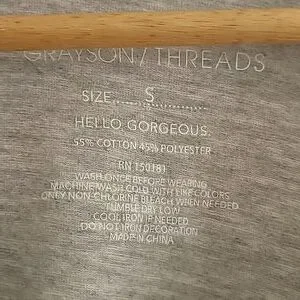 GRAYSON/THREADS
SIZE S
HELLO GORGEOUS.
55% COTTON 45% POLYESTER
RN 150181
WASH ONCE BEFORE WEARING
MACHINE WASH COLD WITH LIKE COLORS
ONLY NON-CHLORINE BLEACH WHEN NEEDED
TUMBLE DRY LOW
COOL IRON IF NEEDED
DO NOT IRON DECORATION
MADE IN CHINA